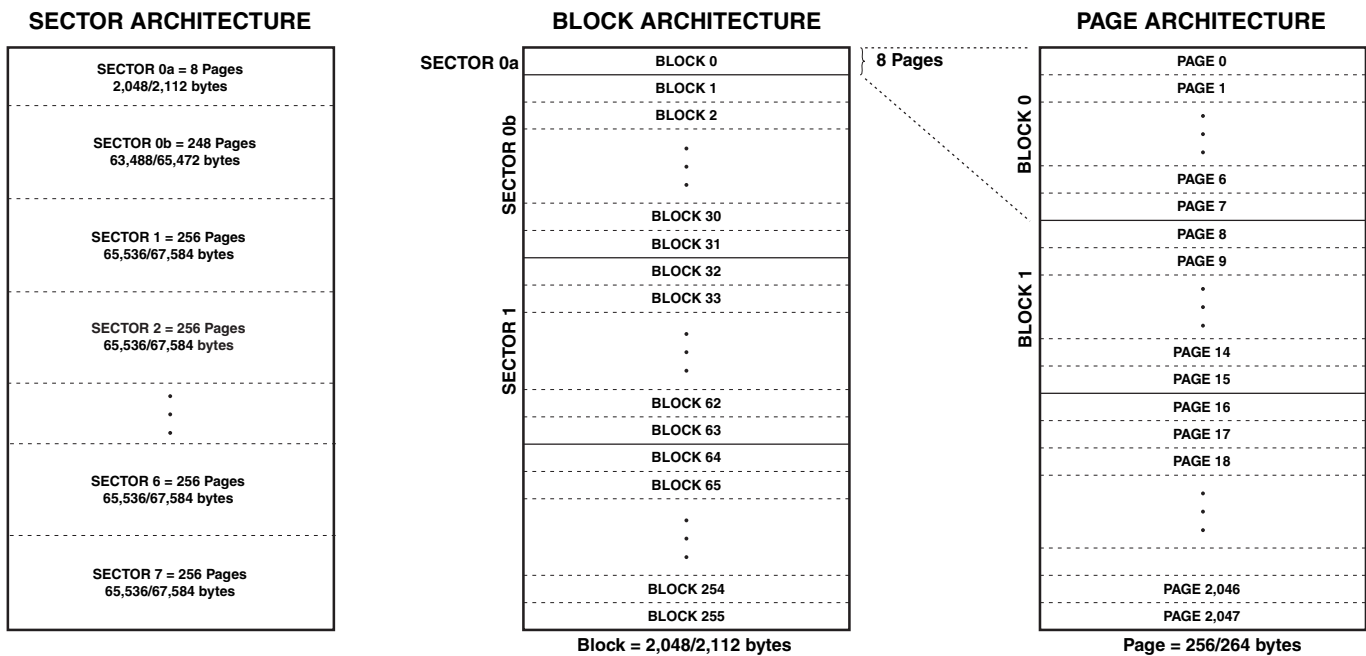 SECTOR ARCHITECTURE
SECTOR 0a = 8 Pages
2,048/2,112 bytes
SECTOR 0b = 248 Pages
63,488/65,472 bytes
SECTOR 1 = 256 Pages
65,536/67,584 bytes
SECTOR 2 = 256 Pages
65,536/67,584 bytes
SECTOR 6 = 256 Pages
65,536/67,584 bytes
SECTOR 7 = 256 Pages
65,536/67,584 bytes
BLOCK ARCHITECTURE
SECTOR 0a
SECTOR 0b
SECTOR 1
BLOCK 0
BLOCK 1
BLOCK 2
BLOCK 30
BLOCK 31
BLOCK 32
BLOCK 33
BLOCK 62
BLOCK 63
BLOCK 64
BLOCK 65
BLOCK 254
BLOCK 255
Block = 2,048/2,112 bytes
8 Pages
PAGE ARCHITECTURE
BLOCK 0
BLOCK 1
PAGE 0
PAGE 1
PAGE 6
PAGE 7
PAGE 8
PAGE 9
PAGE 14
PAGE 15
PAGE 16
PAGE 17
PAGE 18
PAGE 2,046
PAGE 2,047
Page = 256/264 bytes